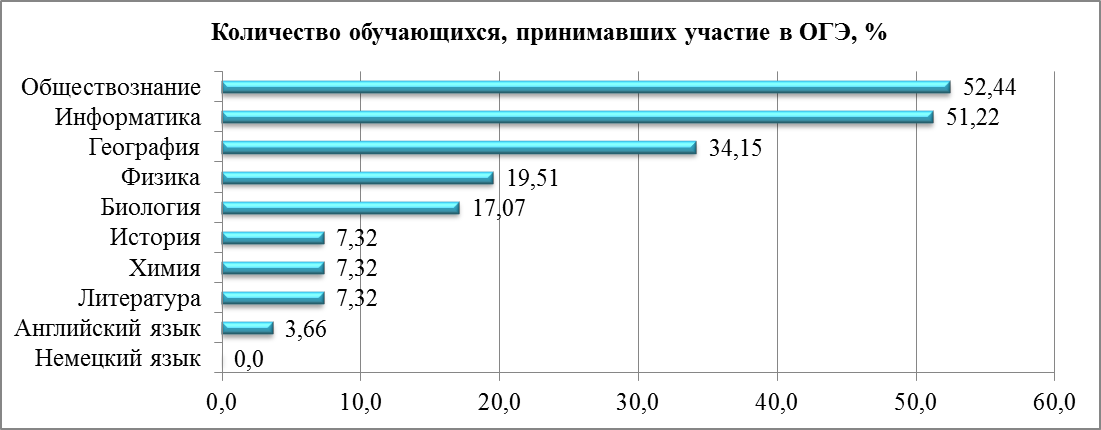 Количество обучающихся, принимавших участие в ОГЭ, %
Обществознание 52,44
Информатика 51,22
География 34,15
Физика 19,51
Биология 17,07
История 7,32
Химия 7,32
Литература 7,32
Английский язык 3,66
Немецкий язык 0,0
0,0 10,0 20,0 30,0 40,0 50,0 60,0